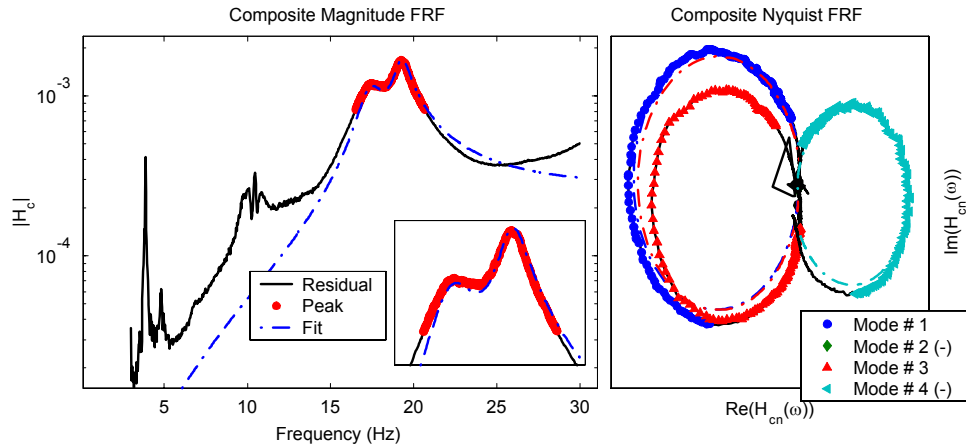 Composite Magnitude FRF
Composite Nyquist FRF
10^-3
10^-4
|H_c|
Residual
Peak
Fit
5
10
15
20
25
30
Frequency (Hz)
Im(H_cn(ω))
Mode # 1
Mode # 2 (-)
Mode # 3
Mode # 4 (-)
Re(H_cn(ω))